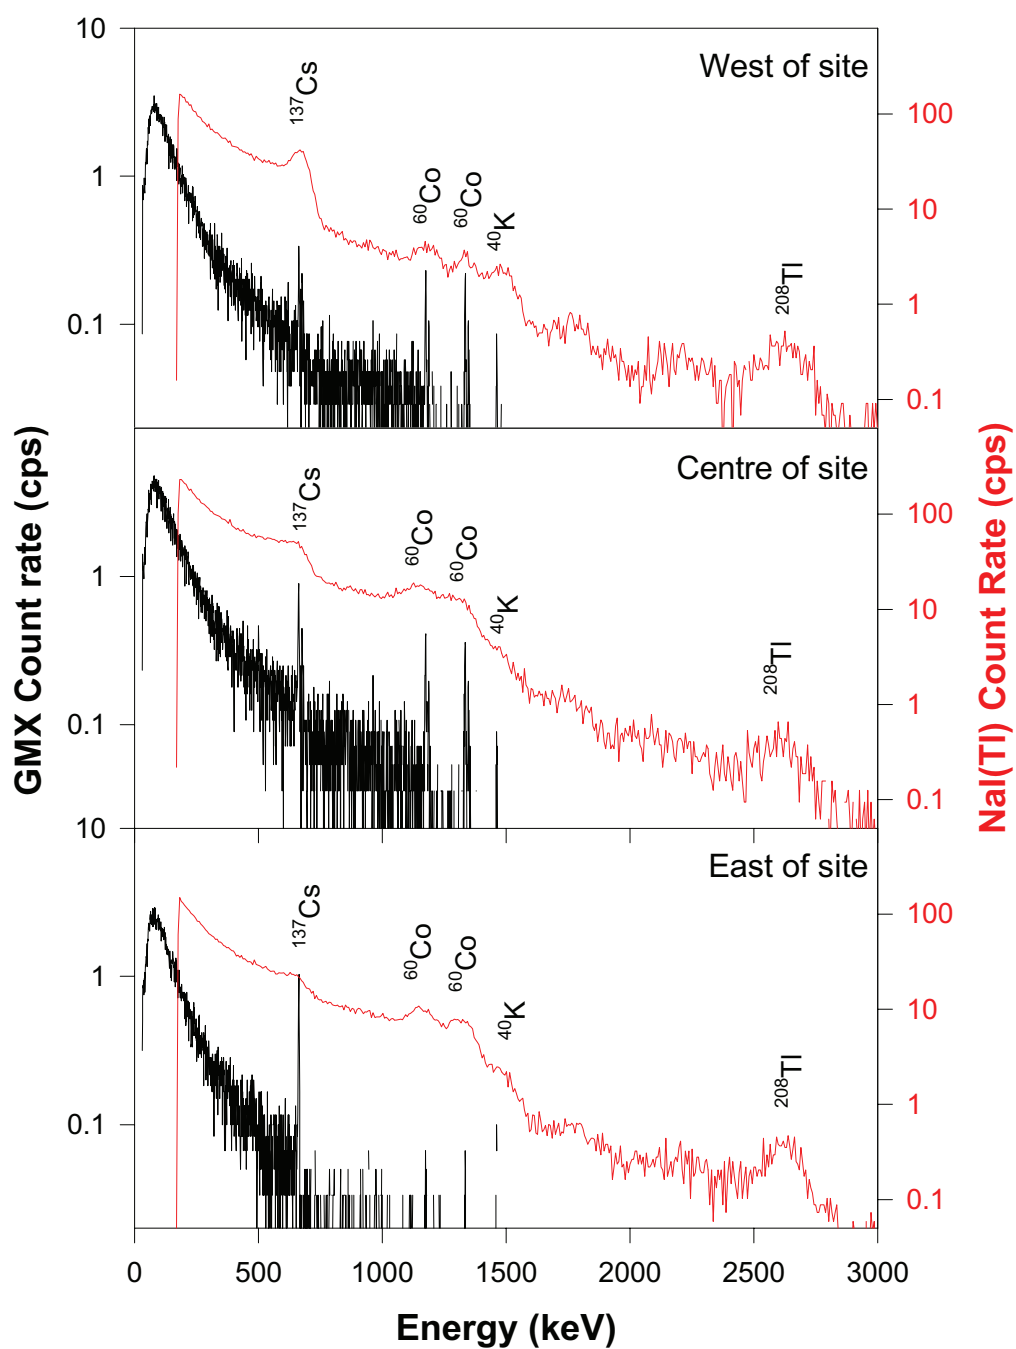 10
West of site
137Cs
100
1
60Co
60Co
10
40K
208Tl
1
0.1
0.1
Centre of site
137Cs
100
60Co
60Co
1
10
40K
208Tl
1
0.1
0.1
10
East of site
137Cs
100
60Co
60Co
1
10
40K
208Tl
1
0.1
0.1
0 500 1000 1500 2000 2500 3000
Energy (keV)
GMX Count rate (cps)
NaI(Tl) Count Rate (cps)